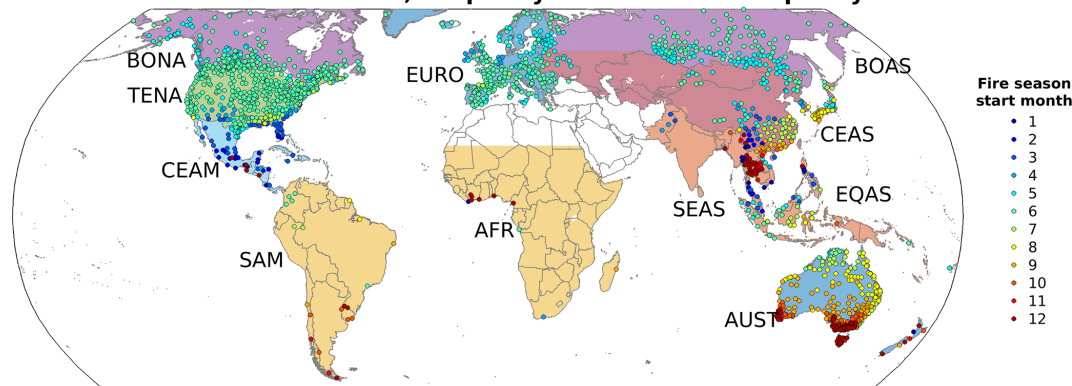 BONA
TENA
CEAM
SAM
EURO
AFR
BOAS
CEAS
EQAS
SEAS
AUST
Fire season
start month
1
2
3
4
5
6
7
8
9
10
11
12